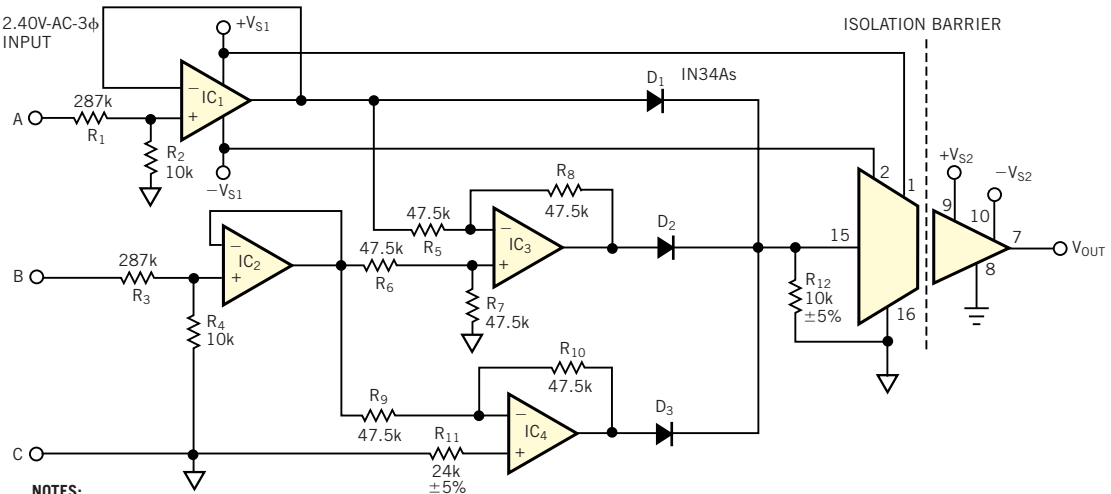 2.40V-AC-3ϕ
INPUT
+VS1
ISOLATION BARRIER
D1
IN34As
287k
A
R1
−
IC1
+
R2
10k
−VS1
R8
47.5k
+VS2
−VS2
2
1
9
10
47.5k
R5
−
IC3
+
D2
15
7
VOUT
8
47.5k
R6
−
IC2
+
287k
B
R3
R4
10k
R7
47.5k
R12
10k
±5%
16
R10
47.5k
R9
47.5k
−
IC4
+
D3
R11
24k
±5%
C
NOTES: